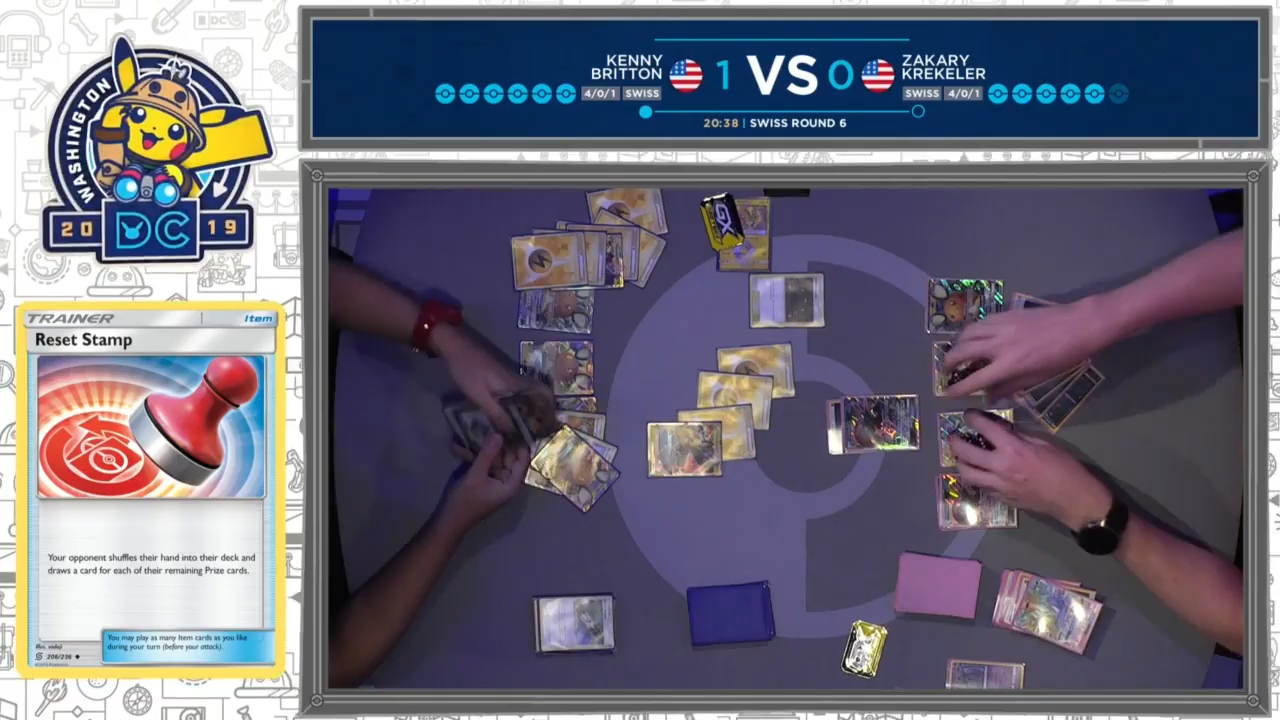 WASHINGTON
20 DC 19
KENNY
BRITTON
1 VS 0
ZAKARY
KREKELER
4/0/1 SWISS
SWISS 4/0/1
20:38 | SWISS ROUND 6
TRAINER
Item
Reset Stamp
Your opponent shuffles their hand into their deck and
draws a card for each of their remaining Prize cards.
You may play as many Item cards as you like
during your turn (before your attack).
206/236
GX